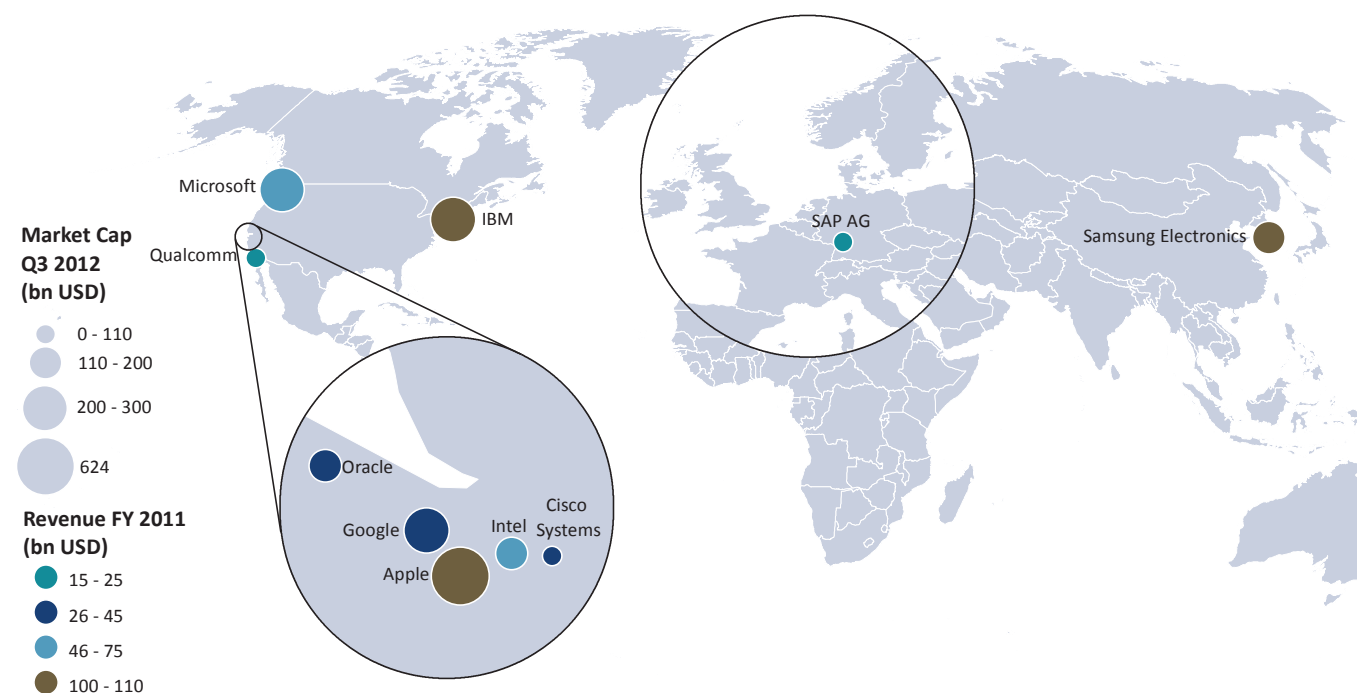 Microsoft
IBM
Qualcomm
SAP AG
Samsung Electronics
Market Cap
Q3 2012
(bn USD)
0 - 110
110 - 200
200 - 300
624
Revenue FY 2011
(bn USD)
15 - 25
26 - 45
46 - 75
100 - 110
Oracle
Google
Apple
Intel
Cisco
Systems